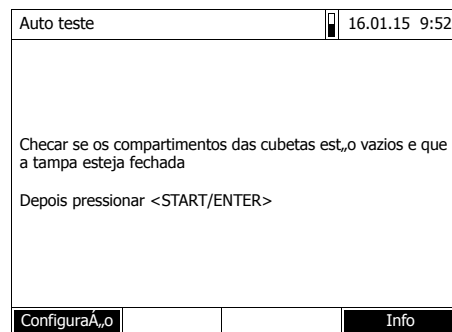 Auto teste
16.01.15 9:52
Checar se os compartimentos das cubetas est„o vazios e que
a tampa esteja fechada
Depois pressionar <START/ENTER>
ConfiguraÁ„o
Info